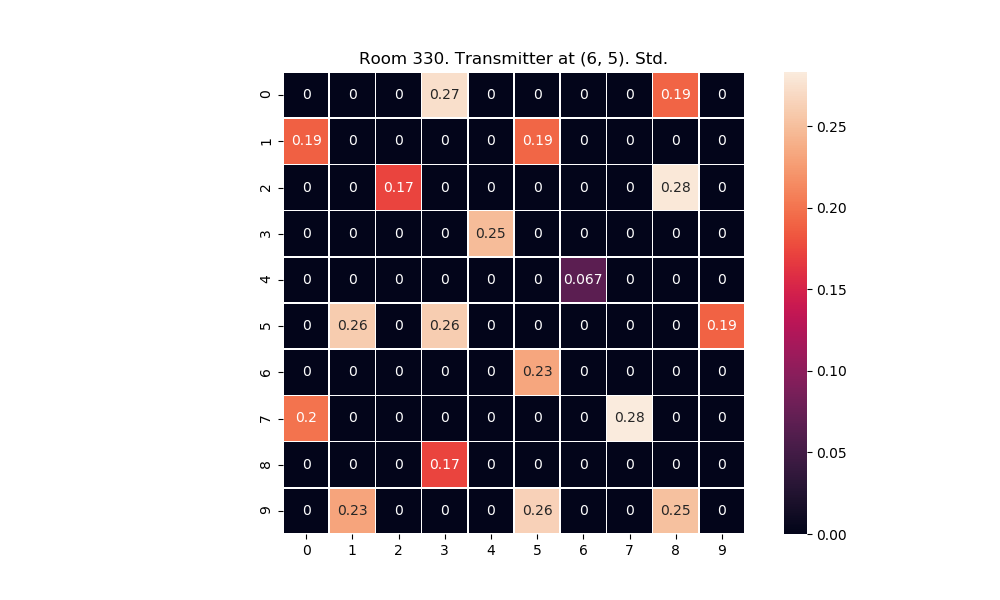 Room 330. Transmitter at (6, 5). Std.
0 0 0 0 0.27 0 0 0 0 0.19 0
1 0.19 0 0 0 0 0.19 0 0 0 0
2 0 0 0.17 0 0 0 0 0 0.28 0
3 0 0 0 0 0.25 0 0 0 0 0
4 0 0 0 0 0 0 0.067 0 0 0
5 0 0.26 0 0.26 0 0 0 0 0 0.19
6 0 0 0 0 0 0.23 0 0 0 0
7 0.2 0 0 0 0 0 0 0.28 0 0
8 0 0 0 0.17 0 0 0 0 0 0
9 0 0.23 0 0 0 0.26 0 0 0.25 0
0 1 2 3 4 5 6 7 8 9
0.25
0.20
0.15
0.10
0.05
0.00